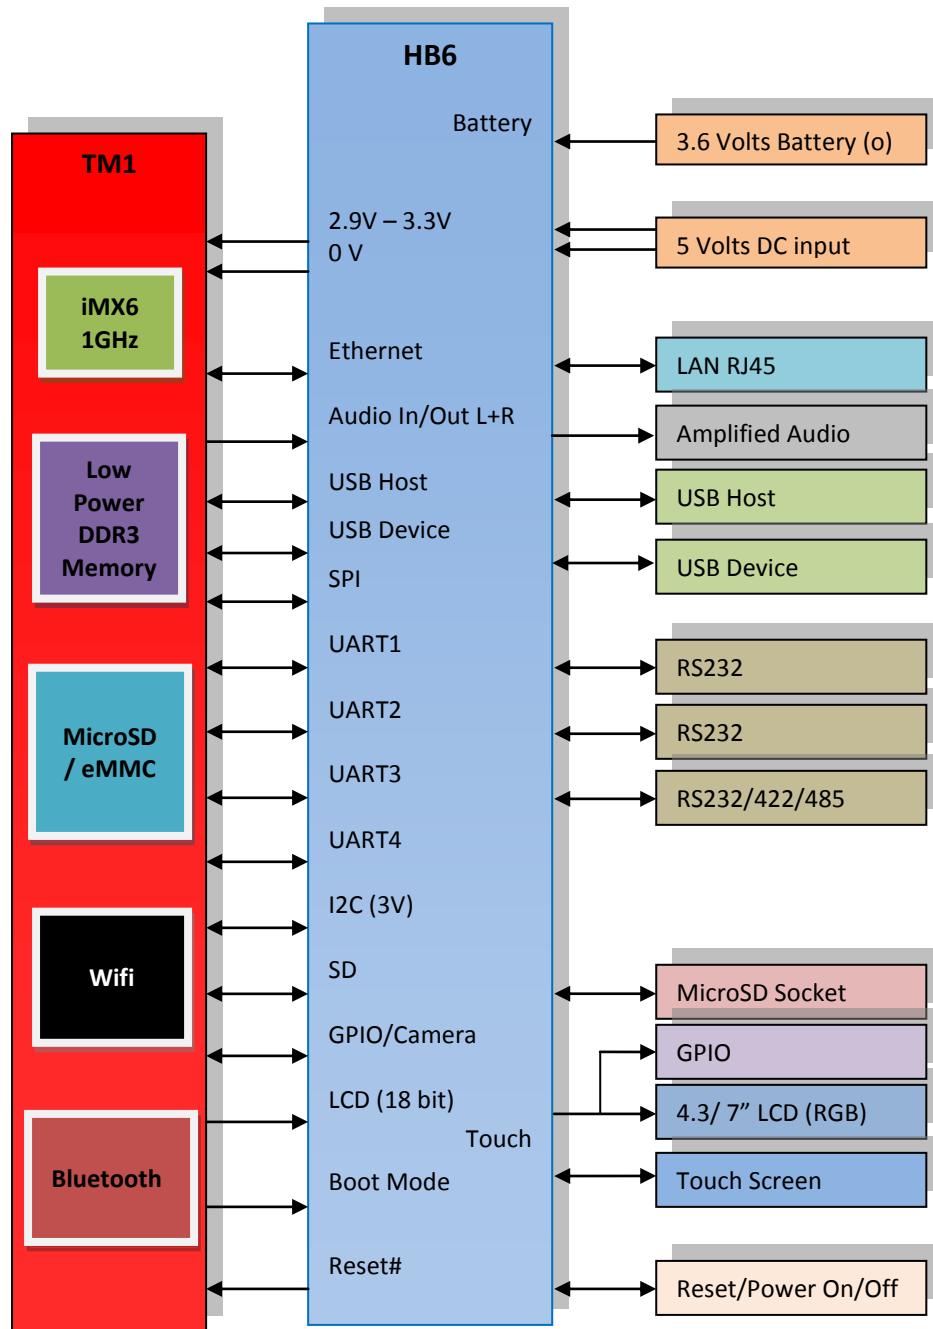 HB6
Battery
3.6 Volts Battery (o)
TM1
2.9V – 3.3V
0 V
5 Volts DC input
iMX6
1GHz
Ethernet
LAN RJ45
Audio In/Out L+R
Amplified Audio
Low
Power
DDR3
Memory
USB Host
USB Host
USB Device
USB Device
SPI
UART1
RS232
UART2
RS232
MicroSD
/ eMMC
UART3
RS232/422/485
UART4
I2C (3V)
Wifi
SD
MicroSD Socket
GPIO/Camera
GPIO
LCD (18 bit)
4.3/ 7” LCD (RGB)
Touch
Bluetooth
Boot Mode
Touch Screen
Reset#
Reset/Power On/Off